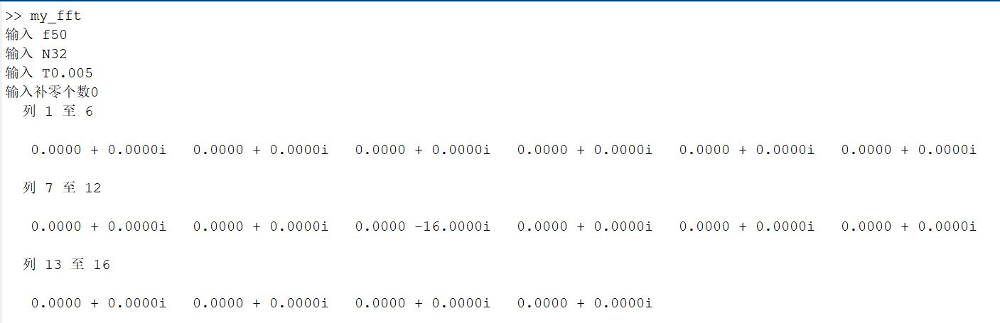 >> my_fft
输入 f50
输入 N32
输入 T0.005
输入补零个数0
列 1 至 6
0.0000 + 0.0000i 0.0000 + 0.0000i 0.0000 + 0.0000i 0.0000 + 0.0000i 0.0000 + 0.0000i 0.0000 + 0.0000i
列 7 至 12
0.0000 + 0.0000i 0.0000 + 0.0000i 0.0000 -16.0000i 0.0000 + 0.0000i 0.0000 + 0.0000i 0.0000 + 0.0000i
列 13 至 16
0.0000 + 0.0000i 0.0000 + 0.0000i 0.0000 + 0.0000i 0.0000 + 0.0000i